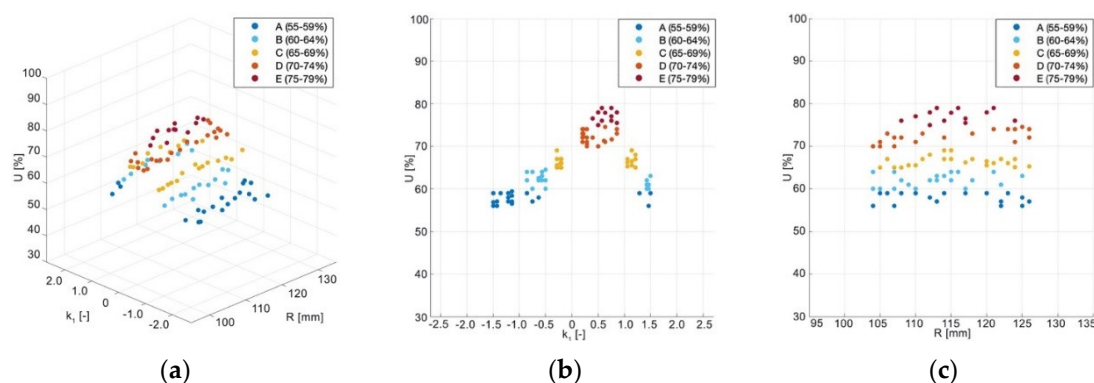 A (55-59%)
B (60-64%)
C (65-69%)
D (70-74%)
E (75-79%)
100
90
80
70
60
50
40
30
U [%]
2.0
1.0
0
-1.0
-2.0
k1 [-]
100
110
120
130
R [mm]
(a)
A (55-59%)
B (60-64%)
C (65-69%)
D (70-74%)
E (75-79%)
100
90
80
70
60
50
40
30
U [%]
-2.5 -2.0 -1.5 -1.0 -0.5 0 0.5 1.0 1.5 2.0 2.5
k1 [-]
(b)
A (55-59%)
B (60-64%)
C (65-69%)
D (70-74%)
E (75-79%)
100
90
80
70
60
50
40
30
U [%]
95 100 105 110 115 120 125 130 135
R [mm]
(c)